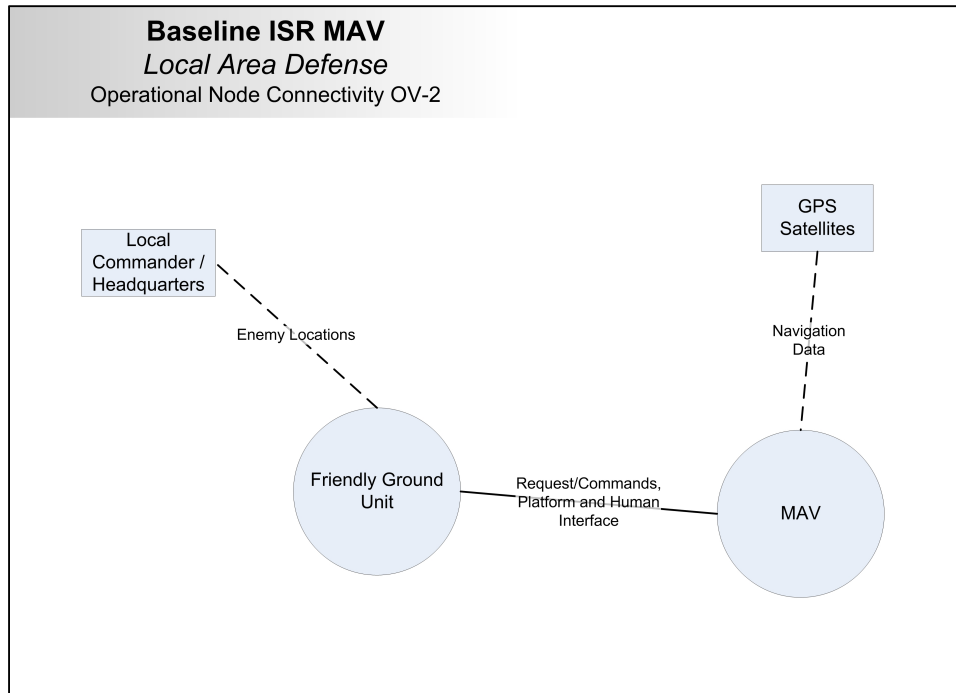 Baseline ISR MAV
Local Area Defense
Operational Node Connectivity OV-2
GPS
Satellites
Local
Commander /
Headquarters
Enemy Locations
Navigation
Data
Friendly Ground
Unit
Request/Commands,
Platform and Human
Interface
MAV